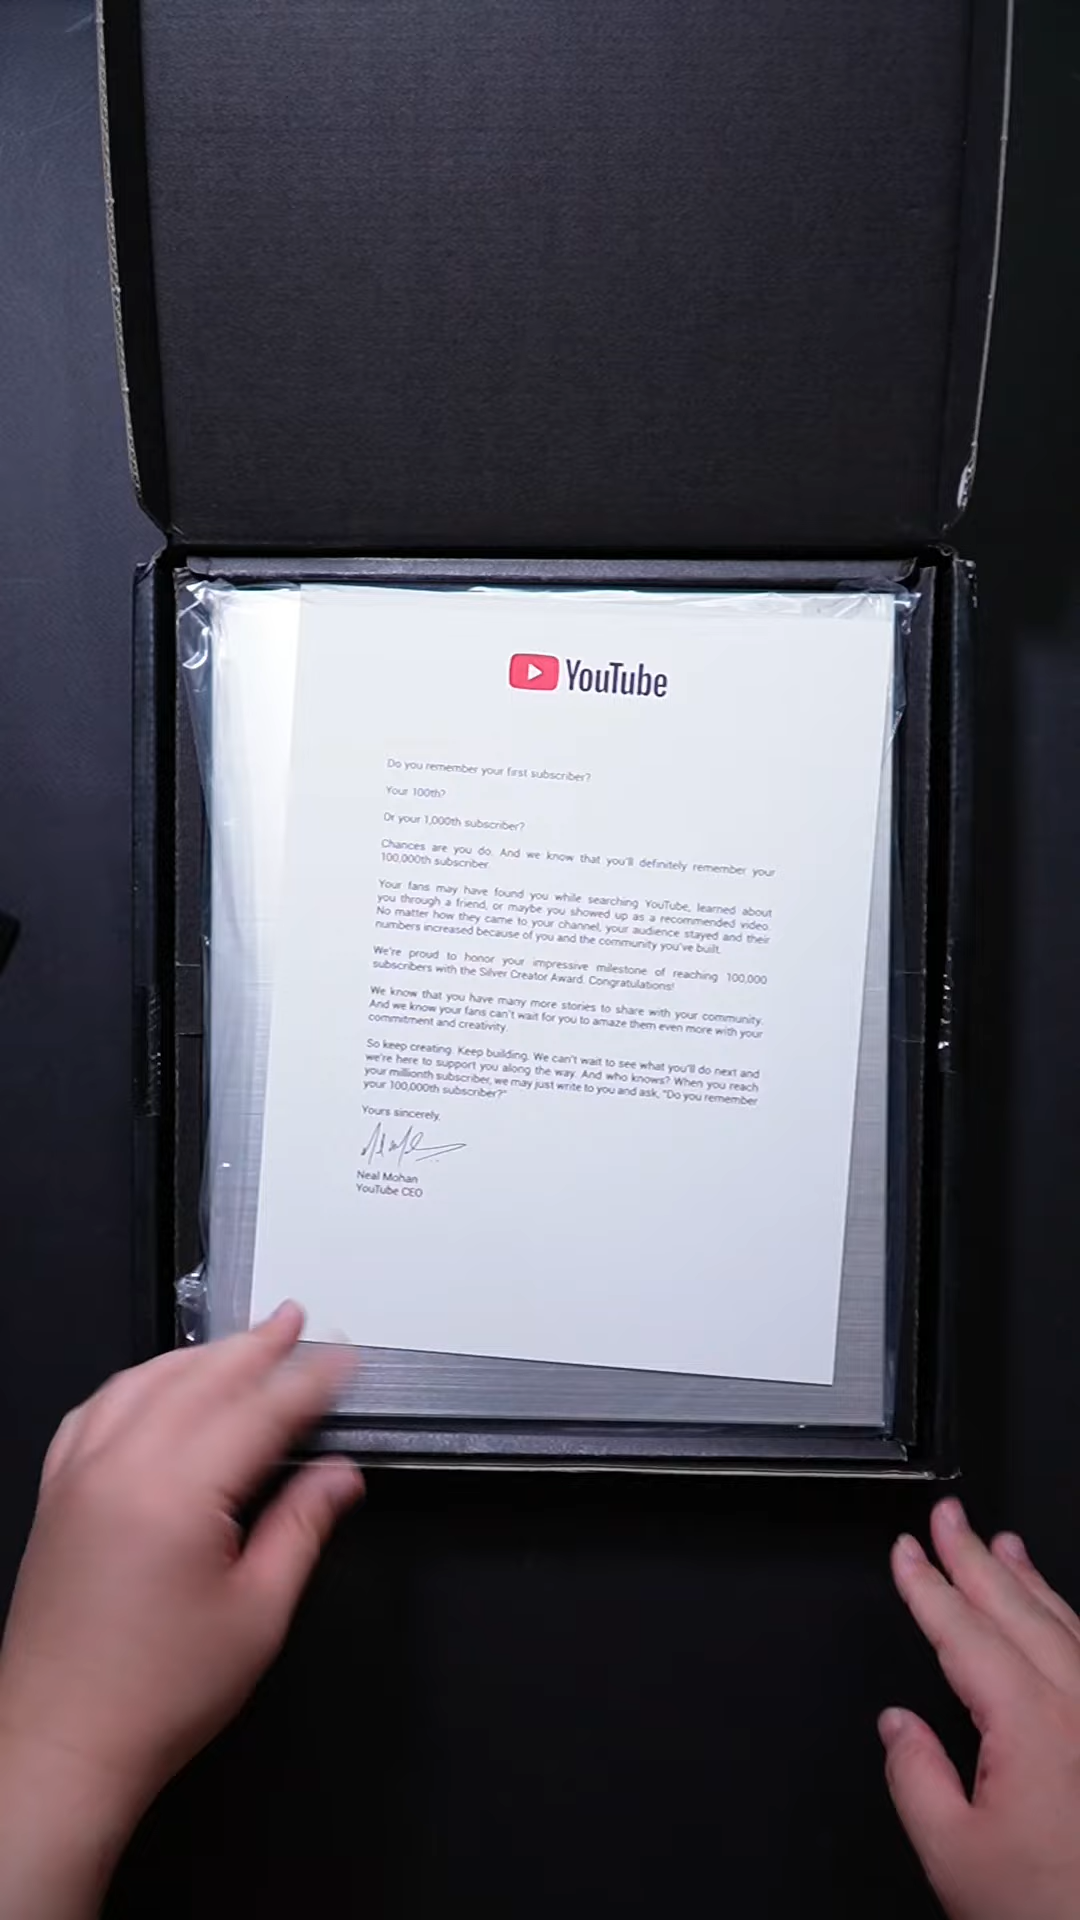 YouTube
Do you remember your first subscriber?
Your 100th?
Or your 1,000th subscriber?
Chances are you do. And we know that you'll definitely remember your
100,000th subscriber.
Your fans may have found you while searching YouTube, learned about
you through a friend, or maybe you showed up as a recommended video.
No matter how they came to your channel, your audience stayed and their
numbers increased because of you and the community you've built.
We're proud to honor your impressive milestone of reaching 100,000
subscribers with the Silver Creator Award. Congratulations!
We know that you have many more stories to share with your community.
And we know your fans can't wait for you to amaze them even more with your
commitment and creativity.
So keep creating. Keep building. We can't wait to see what you'll do next and
we're here to support you along the way. And who knows? When you reach
your millionth subscriber, we may just write to you and ask, "Do you remember
your 100,000th subscriber?"
Yours sincerely,
Neal Mohan
YouTube CEO